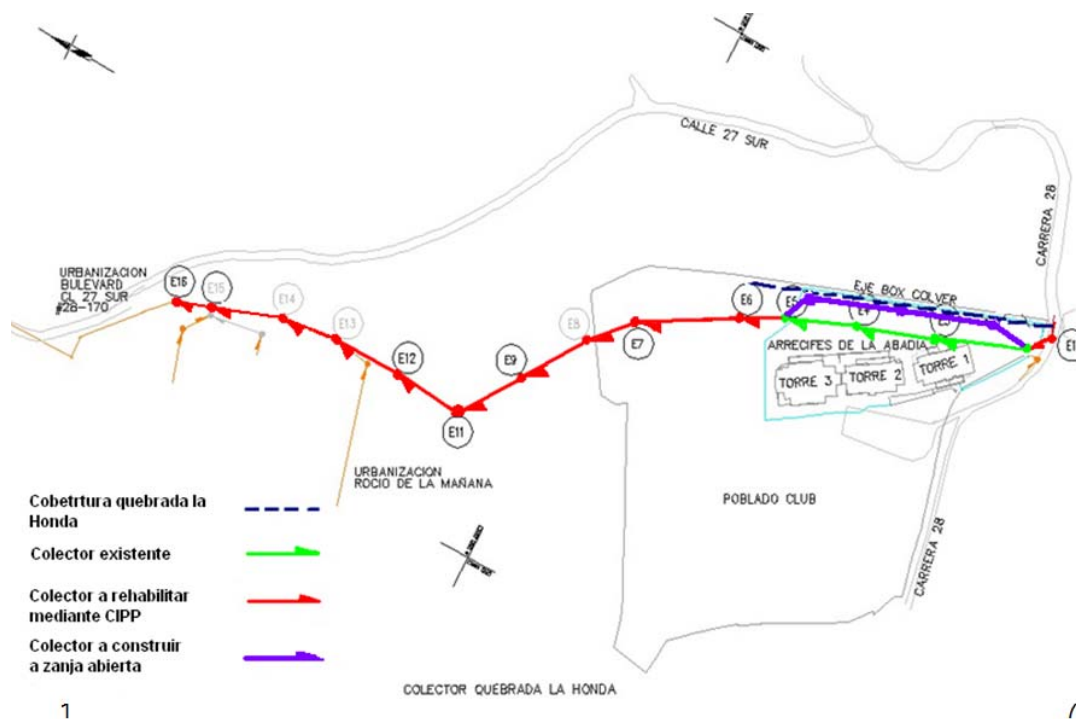 CALLE 27 SUR
CARRERA 28
URBANIZACION
BULEVARD
CL 27 SUR
#28-170
E16
E15
E14
E13
E12
E11
E9
E8
E7
E6
E5
E4
E3
E1
EJE BOX COLVER
ARRECIFES DE LA ABADIA
TORRE 3
TORRE 2
TORRE 1
URBANIZACION
ROCIO DE LA MAÑANA
POBLADO CLUB
CARRERA 28
Cobetrtura quebrada la
Honda
Colector existente
Colector a rehabilitar
mediante CIPP
Colector a construir
a zanja abierta
COLECTOR QUEBRADA LA HONDA
1